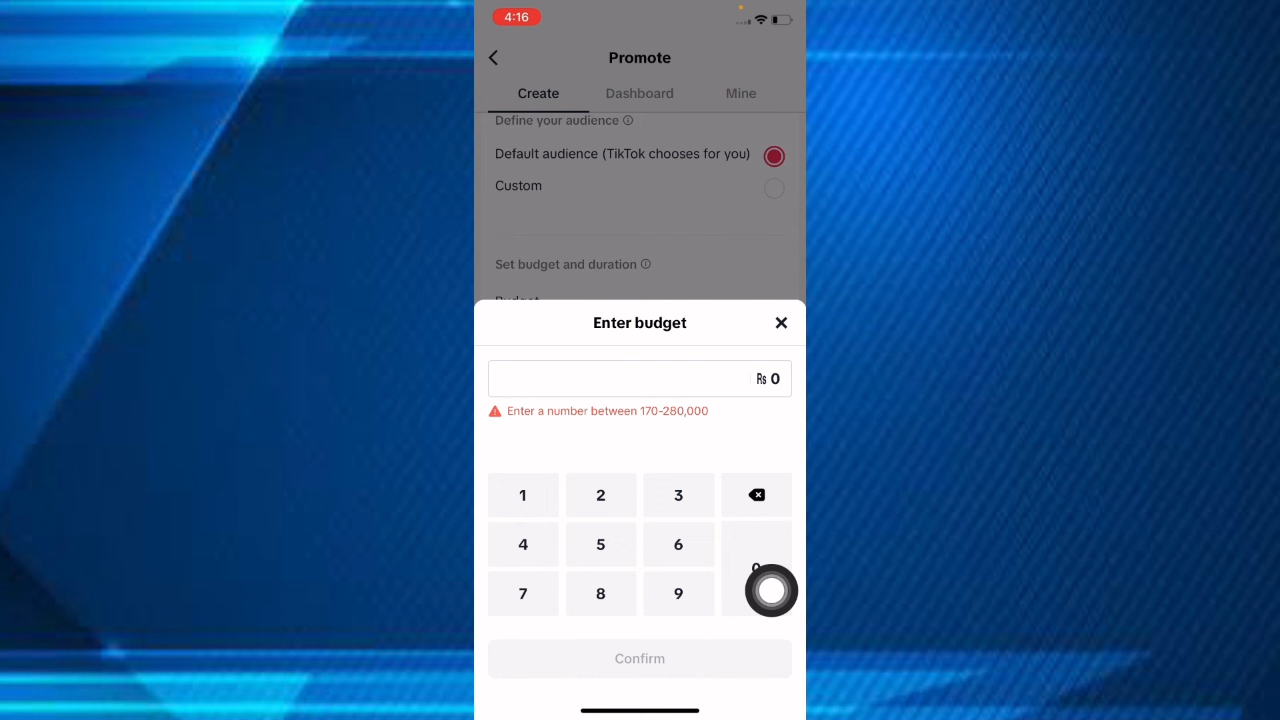 4:16
Promote
Create Dashboard Mine
Define your audience
Default audience (TikTok chooses for you)
Custom
Set budget and duration
Budget
Enter budget
Rs 0
Enter a number between 170-280,000
1 2 3
4 5 6
0
7 8 9
Confirm